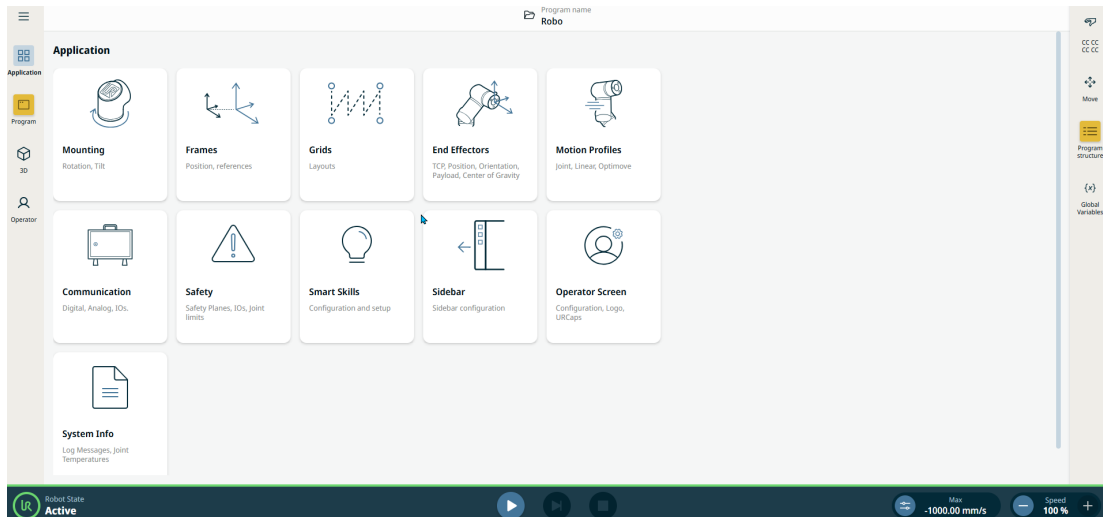 Program name
Robo
Application
Program
3D
Operator
Application
Mounting
Rotation, Tilt
Frames
Position, references
Grids
Layouts
End Effectors
TCP, Position, Orientation,
Payload, Center of Gravity
Motion Profiles
Joint, Linear, Optimove
Communication
Digital, Analog, IOs.
Safety
Safety Planes, IOs, Joint
limits
Smart Skills
Configuration and setup
Sidebar
Sidebar configuration
Operator Screen
Configuration, Logo,
URCaps
System Info
Log Messages, Joint
Temperatures
CC CC
CC CC
Move
Program
structure
{x}
Global
Variables
UR
Robot State
Active
Max
-1000.00 mm/s
Speed
100 %